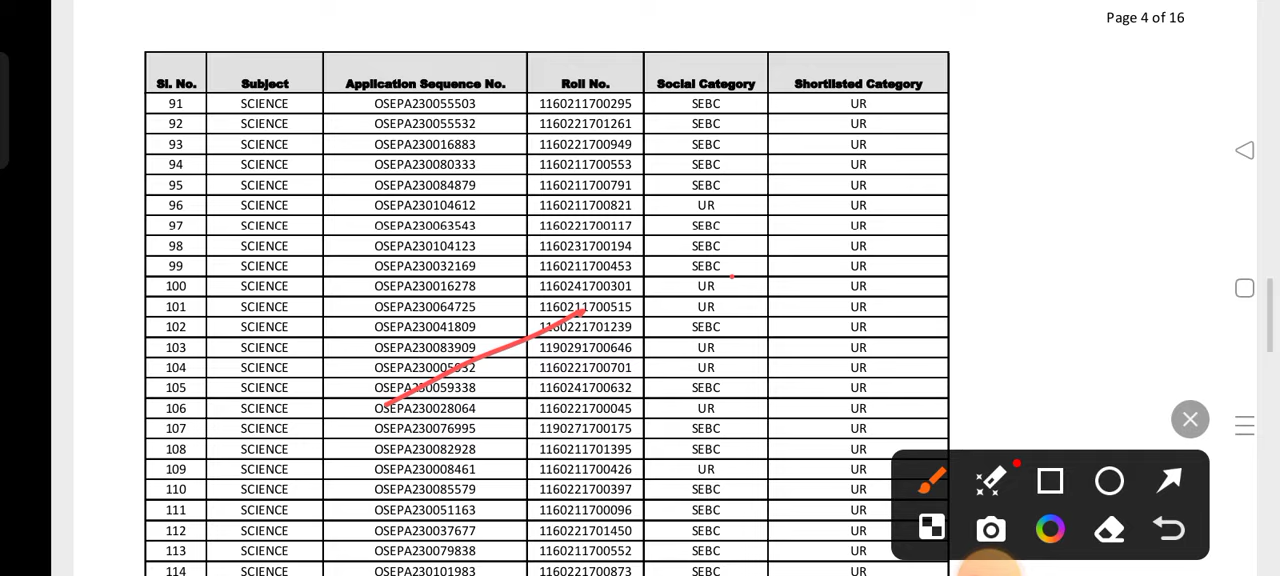 Page 4 of 16
Sl. No. Subject Application Sequence No. Roll No. Social Category Shortlisted Category
91 SCIENCE OSEPA230055503 1160211700295 SEBC UR
92 SCIENCE OSEPA230055532 1160221701261 SEBC UR
93 SCIENCE OSEPA230016883 1160221700949 SEBC UR
94 SCIENCE OSEPA230080333 1160211700553 SEBC UR
95 SCIENCE OSEPA230084879 1160211700791 SEBC UR
96 SCIENCE OSEPA230104612 1160211700821 UR UR
97 SCIENCE OSEPA230063543 1160221700117 SEBC UR
98 SCIENCE OSEPA230104123 1160231700194 SEBC UR
99 SCIENCE OSEPA230032169 1160211700453 SEBC UR
100 SCIENCE OSEPA230016278 1160241700301 UR UR
101 SCIENCE OSEPA230064725 1160211700515 UR UR
102 SCIENCE OSEPA230041809 1160221701239 SEBC UR
103 SCIENCE OSEPA230083909 1190291700646 UR UR
104 SCIENCE OSEPA230005932 1160221700701 UR UR
105 SCIENCE OSEPA230059338 1160241700632 SEBC UR
106 SCIENCE OSEPA230028064 1160221700045 UR UR
107 SCIENCE OSEPA230076995 1190271700175 SEBC UR
108 SCIENCE OSEPA230082928 1160211701395 SEBC UR
109 SCIENCE OSEPA230008461 1160211700426 UR UR
110 SCIENCE OSEPA230085579 1160221700397 SEBC UR
111 SCIENCE OSEPA230051163 1160211700096 SEBC UR
112 SCIENCE OSEPA230037677 1160221701450 SEBC UR
113 SCIENCE OSEPA230079838 1160211700552 SEBC UR
114 SCIENCE OSEPA230101983 1160221700873 SEBC UR